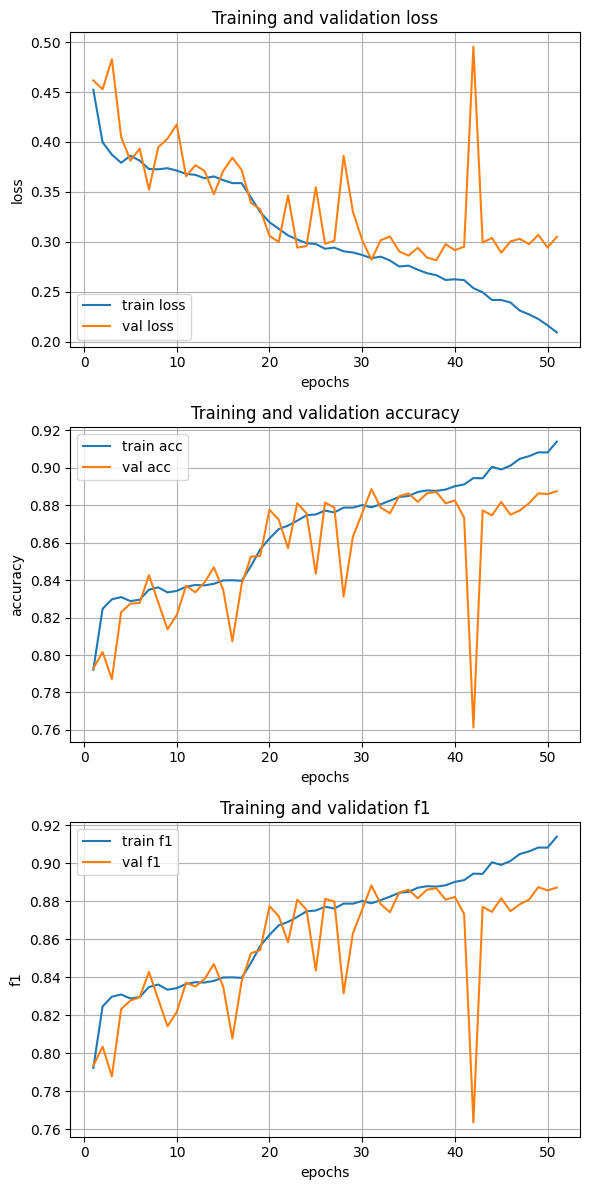 Training and validation loss
0.50
0.45
0.40
0.35
0.30
0.25
0.20
loss
train loss
val loss
0 10 20 30 40 50
epochs
Training and validation accuracy
0.92
0.90
0.88
0.86
0.84
0.82
0.80
0.78
0.76
accuracy
train acc
val acc
0 10 20 30 40 50
epochs
Training and validation f1
0.92
0.90
0.88
0.86
0.84
0.82
0.80
0.78
0.76
f1
train f1
val f1
0 10 20 30 40 50
epochs